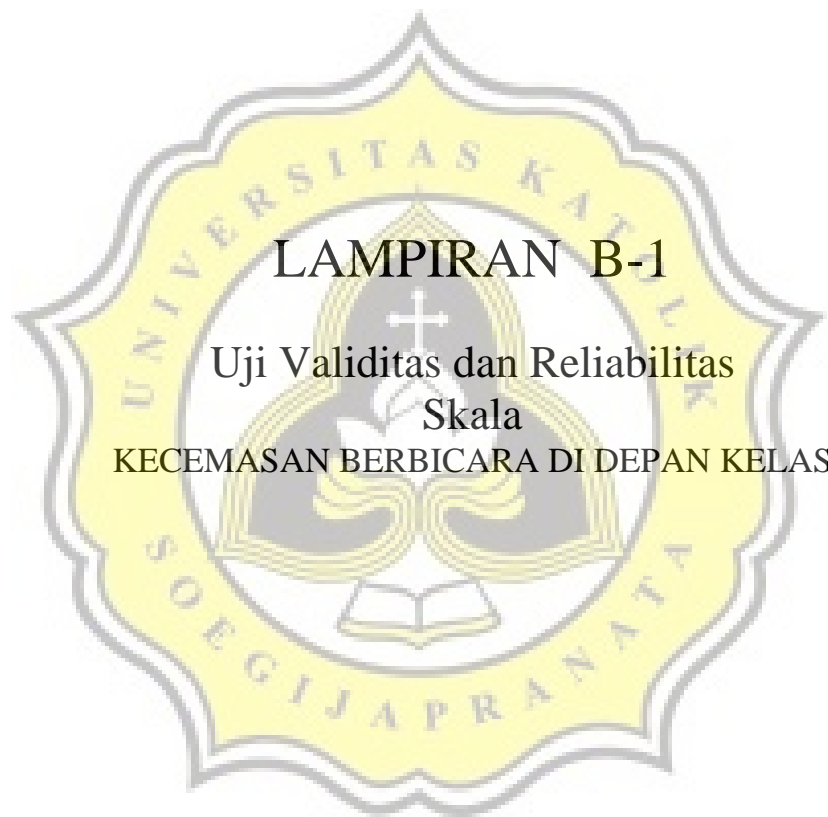 UNIVERSITAS KATOLIK
LAMPIRAN B-1
Uji Validitas dan Reliabilitas
Skala
KECEMASAN BERBICARA DI DEPAN KELAS
SOEGIJAPRANATA